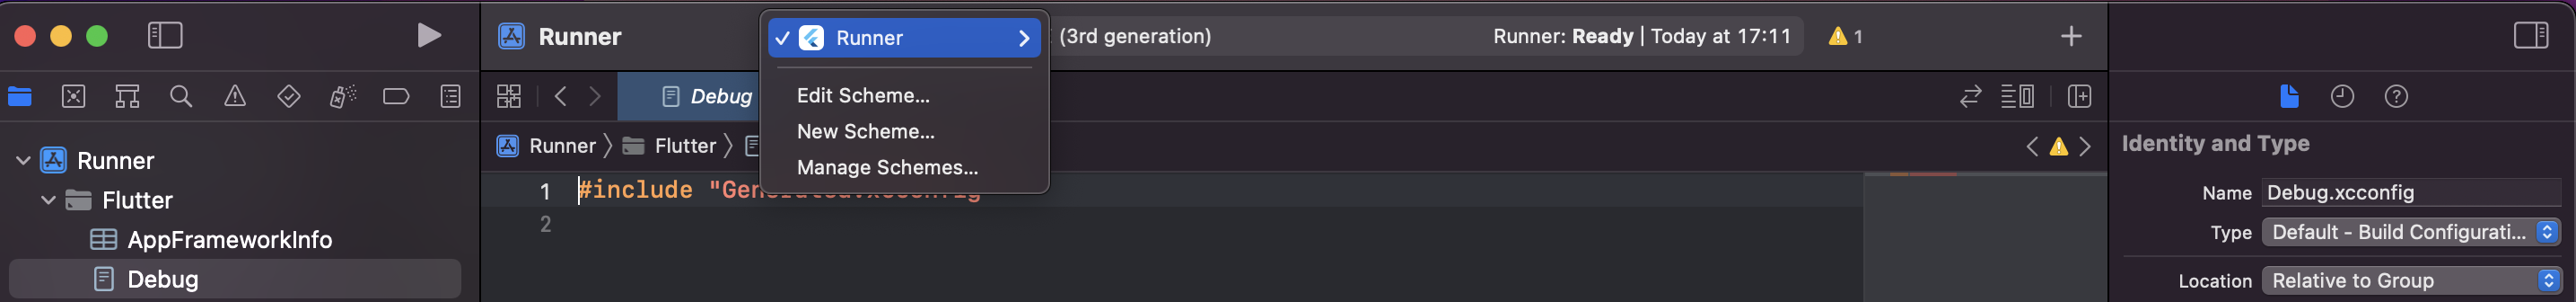 Runner
Runner
(3rd generation)
Runner: Ready | Today at 17:11
1
Edit Scheme...
New Scheme...
Manage Schemes...
Debug
Runner
Flutter
Runner
Flutter
AppFrameworkInfo
Debug
1
#include "Generated.xcconfig"
2
Identity and Type
Name Debug.xcconfig
Type Default - Build Configurati...
Location Relative to Group